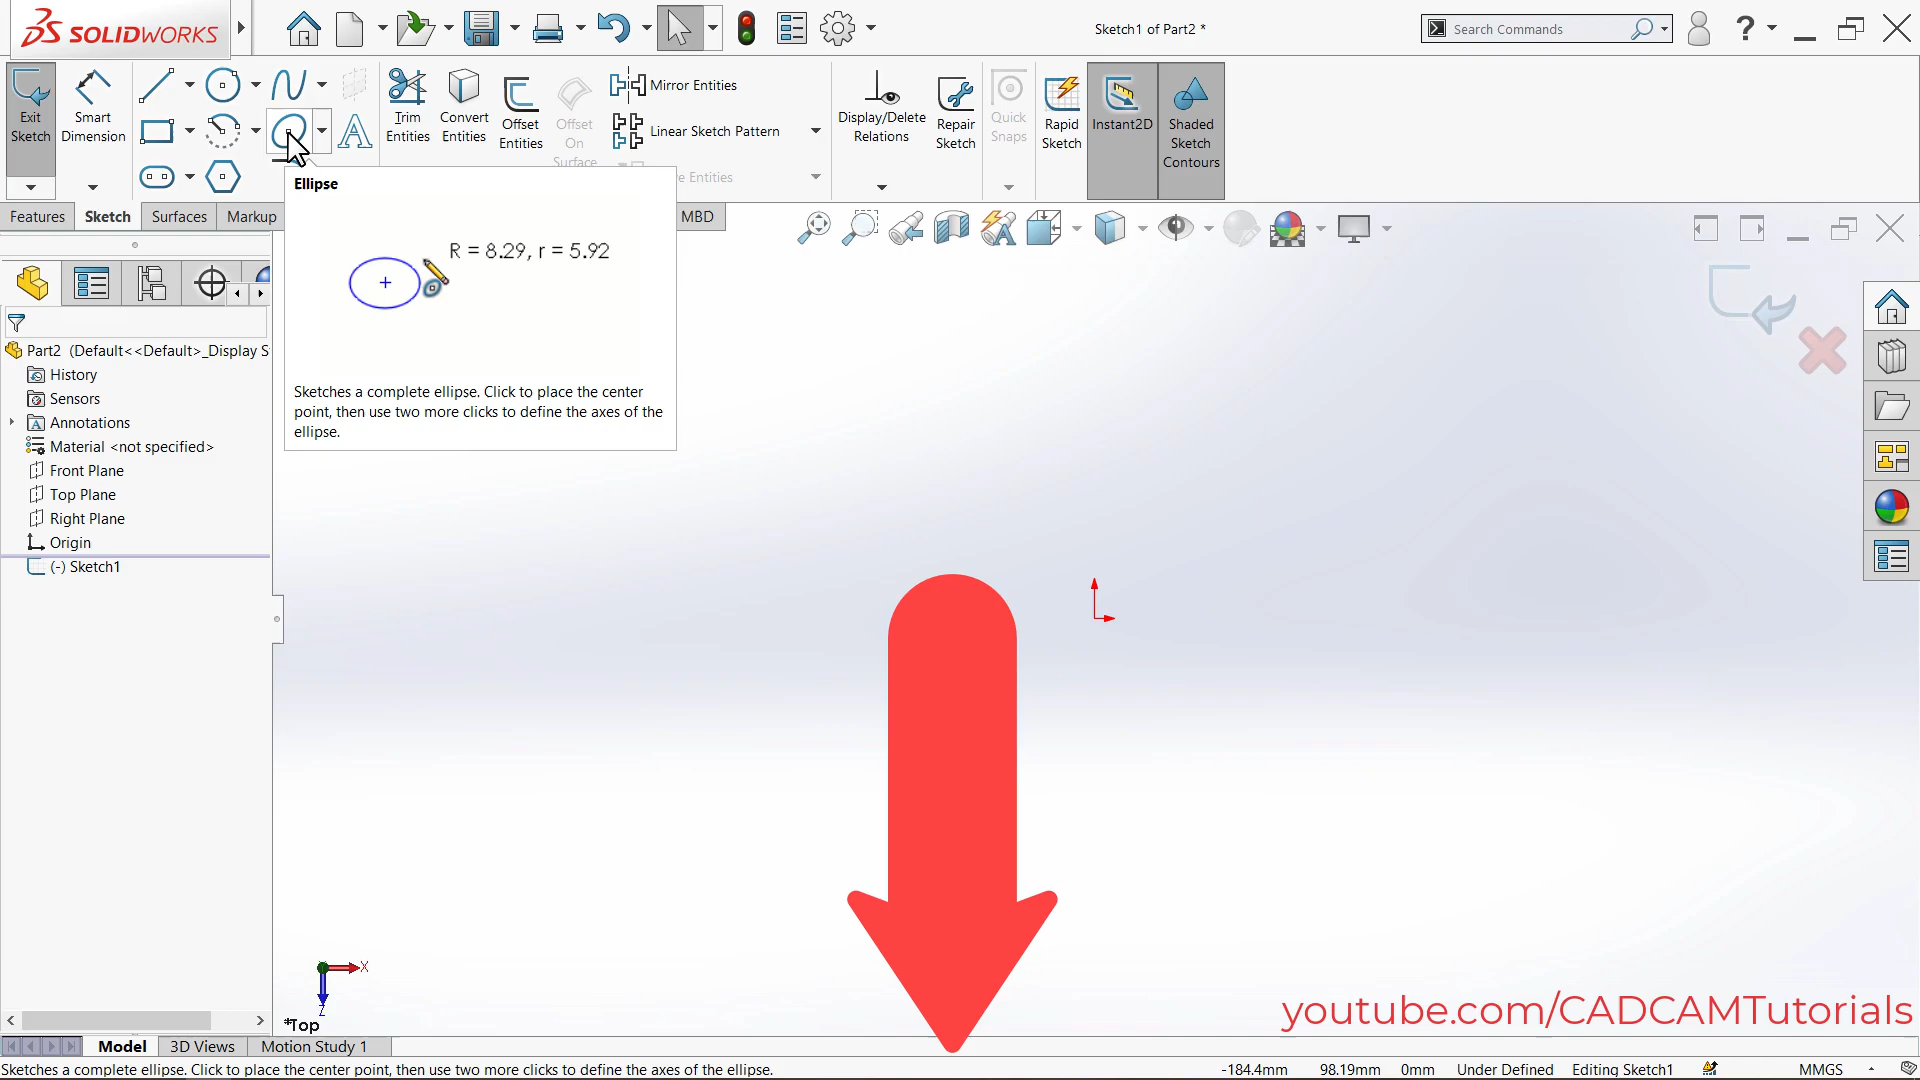 SOLIDWORKS
Sketch1 of Part2 *
Search Commands
?
Exit
Sketch
Smart
Dimension
Trim
Entities
Convert
Entities
Offset
Entities
Offset
On
Surface
Mirror Entities
Linear Sketch Pattern
e Entities
Display/Delete
Relations
Repair
Sketch
Quick
Snaps
Rapid
Sketch
Instant2D
Shaded
Sketch
Contours
Features
Sketch
Surfaces
Markup
MBD
Ellipse
R = 8.29, r = 5.92
Sketches a complete ellipse. Click to place the center
point, then use two more clicks to define the axes of the
ellipse.
Part2 (Default<<Default>_Display S
History
Sensors
Annotations
Material <not specified>
Front Plane
Top Plane
Right Plane
Origin
(-) Sketch1
X
Z
*Top
youtube.com/CADCAMTutorials
Model
3D Views
Motion Study 1
Sketches a complete ellipse. Click to place the center point, then use two more clicks to define the axes of the ellipse.
-184.4mm 98.19mm 0mm Under Defined Editing Sketch1 MMGS